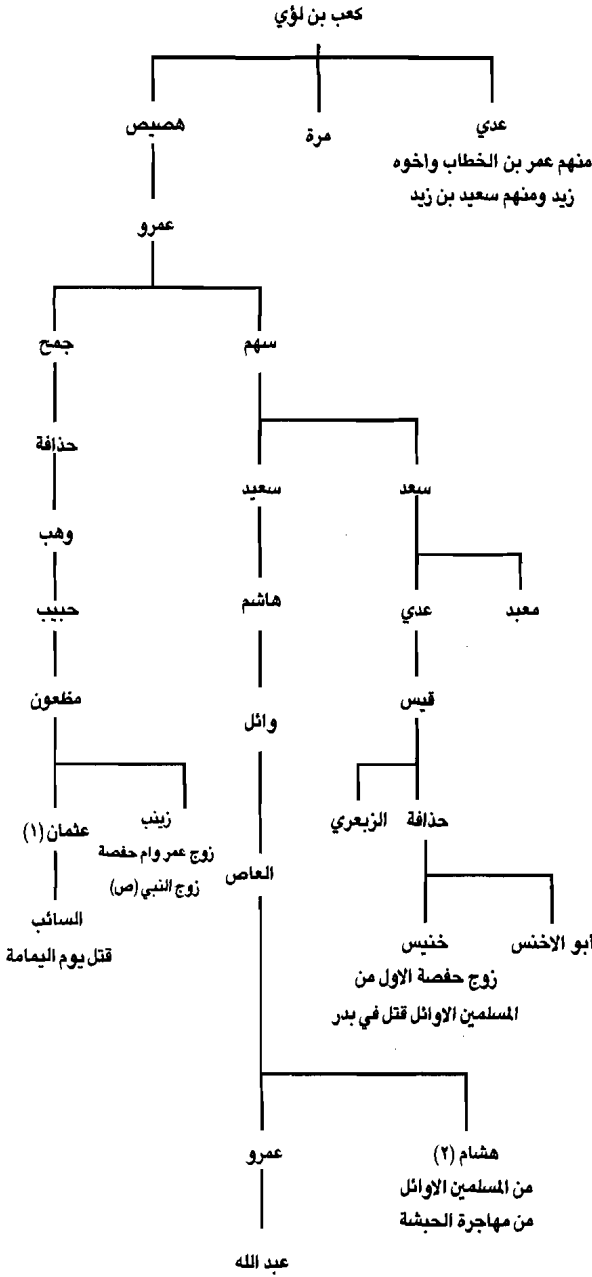 كعب بن لؤي
عدي
مرة
هصيص
منهم عمر بن الخطاب واخوه
زيد ومنهم سعيد بن زيد
عمرو
سهم
جمح
حذافة
سعد
سعيد
وهب
معبد
عدي
هاشم
حبيب
قيس
مظعون
وائل
حذافة
الزبعري
زينب
زوج عمر وام حفصة
زوج النبي (ص)
عثمان (١)
العاص
السائب
قتل يوم اليمامة
أبو الاخنس
خنيس
زوج حفصة الاول من
المسلمين الاوائل قتل في بدر
هشام (٢)
من المسلمين الاوائل
من مهاجرة الحبشة
عمرو
عبد الله